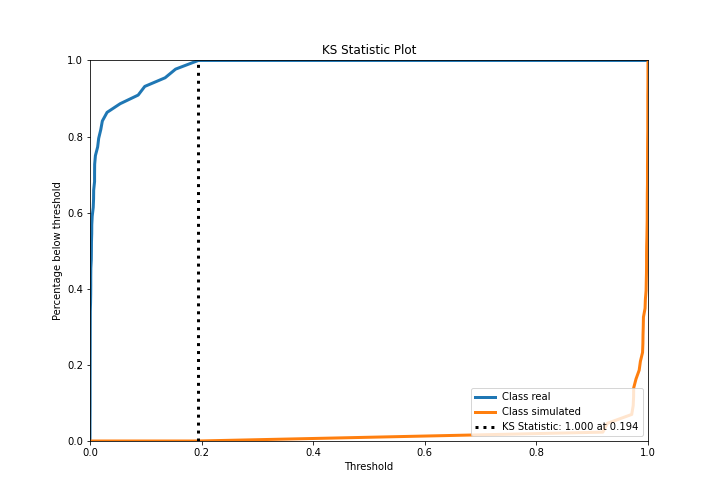 KS Statistic Plot
1.0
0.8
0.6
0.4
0.2
0.0
Percentage below threshold
Class real
Class simulated
KS Statistic: 1.000 at 0.194
0.0 0.2 0.4 0.6 0.8 1.0
Threshold